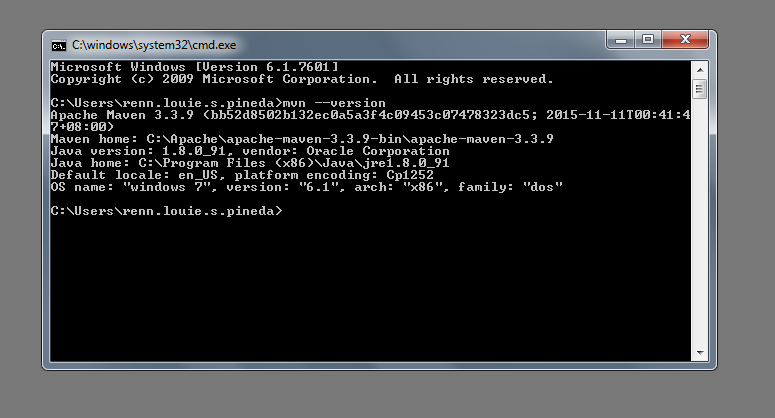 C:\windows\system32\cmd.exe
Microsoft Windows [Version 6.1.7601]
Copyright (c) 2009 Microsoft Corporation.  All rights reserved.
C:\Users\renn.louie.s.pineda>mvn --version
Apache Maven 3.3.9 (bb52d8502b132ec0a5a3f4c09453c07478323dc5; 2015-11-11T00:41:4
7+08:00)
Maven home: C:\Apache\apache-maven-3.3.9-bin\apache-maven-3.3.9
Java version: 1.8.0_91, vendor: Oracle Corporation
Java home: C:\Program Files (x86)\Java\jre1.8.0_91
Default locale: en_US, platform encoding: Cp1252
OS name: "windows 7", version: "6.1", arch: "x86", family: "dos"
C:\Users\renn.louie.s.pineda>